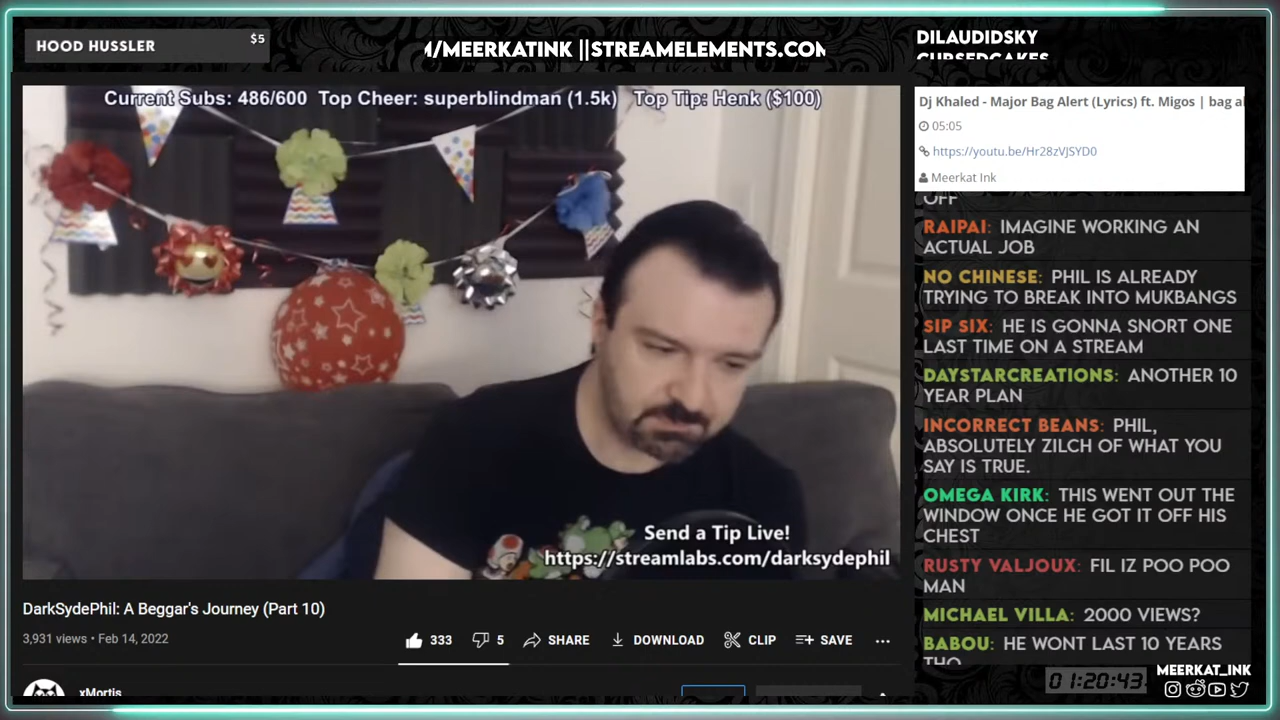 HOOD HUSSLER
$5
/MEERKATINK ||STREAMELEMENTS.COM
DILAUDIDSKY
CURSEDCAKES
Current Subs: 486/600 Top Cheer: superblindman (1.5k) Top Tip: Henk ($100)
Dj Khaled - Major Bag Alert (Lyrics) ft. Migos | bag al
05:05
https://youtu.be/Hr28zVJSYD0
Meerkat Ink
OFF
RAIPAI: IMAGINE WORKING AN
ACTUAL JOB
NO CHINESE: PHIL IS ALREADY
TRYING TO BREAK INTO MUKBANGS
SIP SIX: HE IS GONNA SNORT ONE
LAST TIME ON A STREAM
DAYSTARCREATIONS: ANOTHER 10
YEAR PLAN
INCORRECT BEANS: PHIL,
ABSOLUTELY ZILCH OF WHAT YOU
SAY IS TRUE.
OMEGA KIRK: THIS WENT OUT THE
WINDOW ONCE HE GOT IT OFF HIS
CHEST
RUSTY VALJOUX: FIL IZ POO POO
MAN
MICHAEL VILLA: 2000 VIEWS?
BABOU: HE WONT LAST 10 YEARS
THO
Send a Tip Live!
https://streamlabs.com/darksydephil
DarkSydePhil: A Beggar's Journey (Part 10)
3,931 views • Feb 14, 2022
333
5
SHARE
DOWNLOAD
CLIP
SAVE
xMortis
01:20:43
MEERKAT_INK